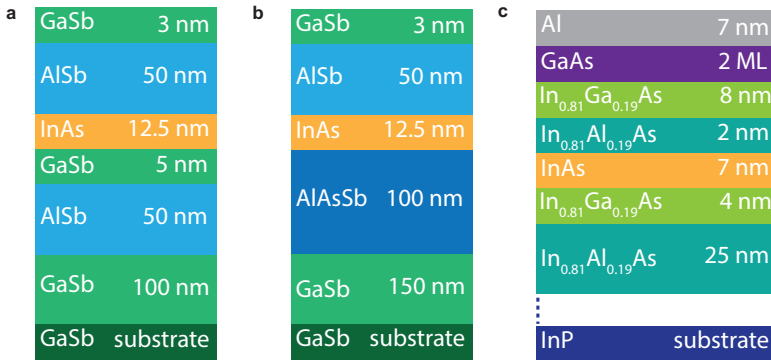 a
GaSb 3 nm
AlSb 50 nm
InAs 12.5 nm
GaSb 5 nm
AlSb 50 nm
GaSb 100 nm
GaSb substrate
b
GaSb 3 nm
AlSb 50 nm
InAs 12.5 nm
AlAsSb 100 nm
GaSb 150 nm
GaSb substrate
c
Al 7 nm
GaAs 2 ML
In0.81Ga0.19As 8 nm
In0.81Al0.19As 2 nm
InAs 7 nm
In0.81Ga0.19As 4 nm
In0.81Al0.19As 25 nm
InP substrate